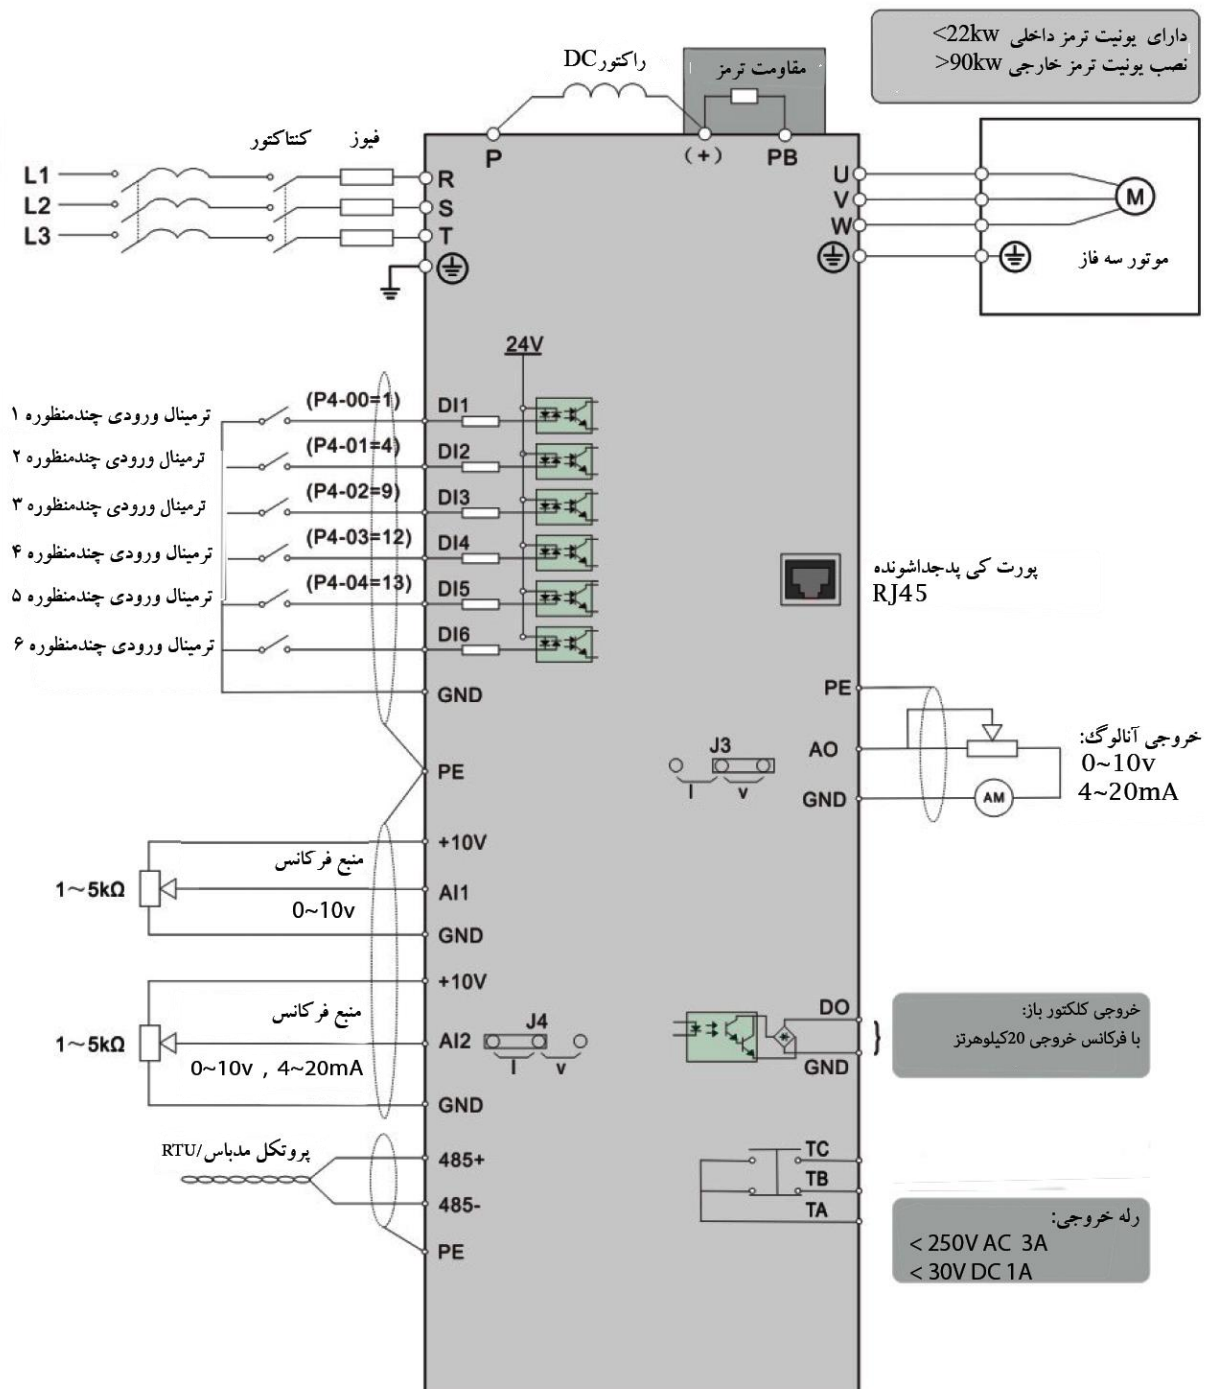 دارای یونیت ترمز داخلی <22kw
نصب یونیت ترمز خارجی >90kw
راکتورDC
مقاومت ترمز
کنتاکتور
فیوز
P
(+)
PB
L1
L2
L3
R
S
T
U
V
W
M
موتور سه فاز
24V
ترمینال ورودی چندمنظوره ۱
(P4-00=1)
DI1
ترمینال ورودی چندمنظوره ۲
(P4-01=4)
DI2
ترمینال ورودی چندمنظوره ۳
(P4-02=9)
DI3
ترمینال ورودی چندمنظوره ۴
(P4-03=12)
DI4
ترمینال ورودی چندمنظوره ۵
(P4-04=13)
DI5
ترمینال ورودی چندمنظوره ۶
DI6
GND
PE
پورت کی پدجداشونده
RJ45
PE
AO
GND
J3
I
v
AM
خروجی آنالوگ:
0~10v
4~20mA
+10V
منبع فرکانس
1~5kΩ
AI1
0~10v
GND
+10V
منبع فرکانس
1~5kΩ
AI2
J4
I
v
0~10v , 4~20mA
GND
DO
GND
خروجی کلکتور باز:
با فرکانس خروجی 20کیلوهرتز
پروتکل مدباس/RTU
485+
485-
PE
TC
TB
TA
رله خروجی:
< 250V AC 3A
< 30V DC 1A